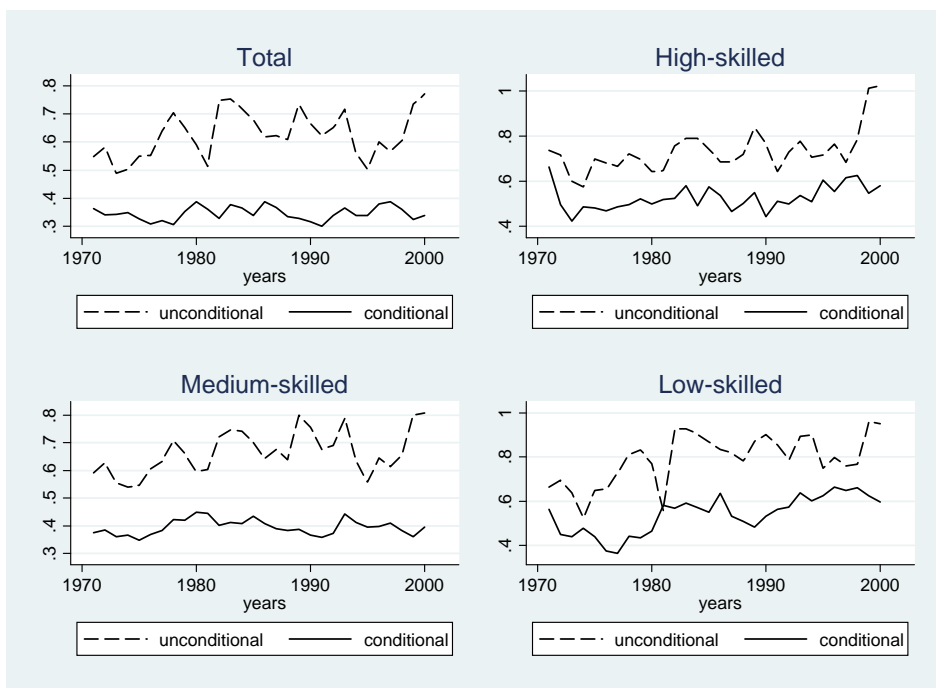 Total
.8
.7
.6
.5
.4
.3
1970 1980 1990 2000
years
unconditional conditional
High-skilled
1
.8
.6
.4
1970 1980 1990 2000
years
unconditional conditional
Medium-skilled
.8
.7
.6
.5
.4
.3
1970 1980 1990 2000
years
unconditional conditional
Low-skilled
1
.8
.6
.4
1970 1980 1990 2000
years
unconditional conditional